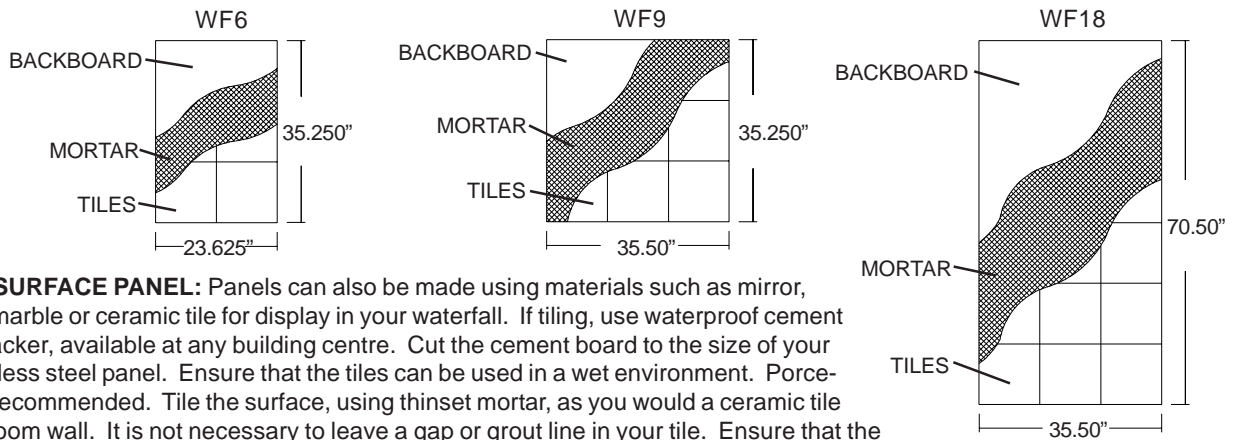 WF6
BACKBOARD
MORTAR
TILES
35.250”
23.625”
WF9
BACKBOARD
MORTAR
TILES
35.250”
35.50”
WF18
BACKBOARD
MORTAR
TILES
70.50”
35.50”
SURFACE PANEL: Panels can also be made using materials such as mirror,
marble or ceramic tile for display in your waterfall. If tiling, use waterproof cement
acker, available at any building centre. Cut the cement board to the size of your
less steel panel. Ensure that the tiles can be used in a wet environment. Porce-
recommended. Tile the surface, using thinset mortar, as you would a ceramic tile
oom wall. It is not necessary to leave a gap or grout line in your tile. Ensure that the